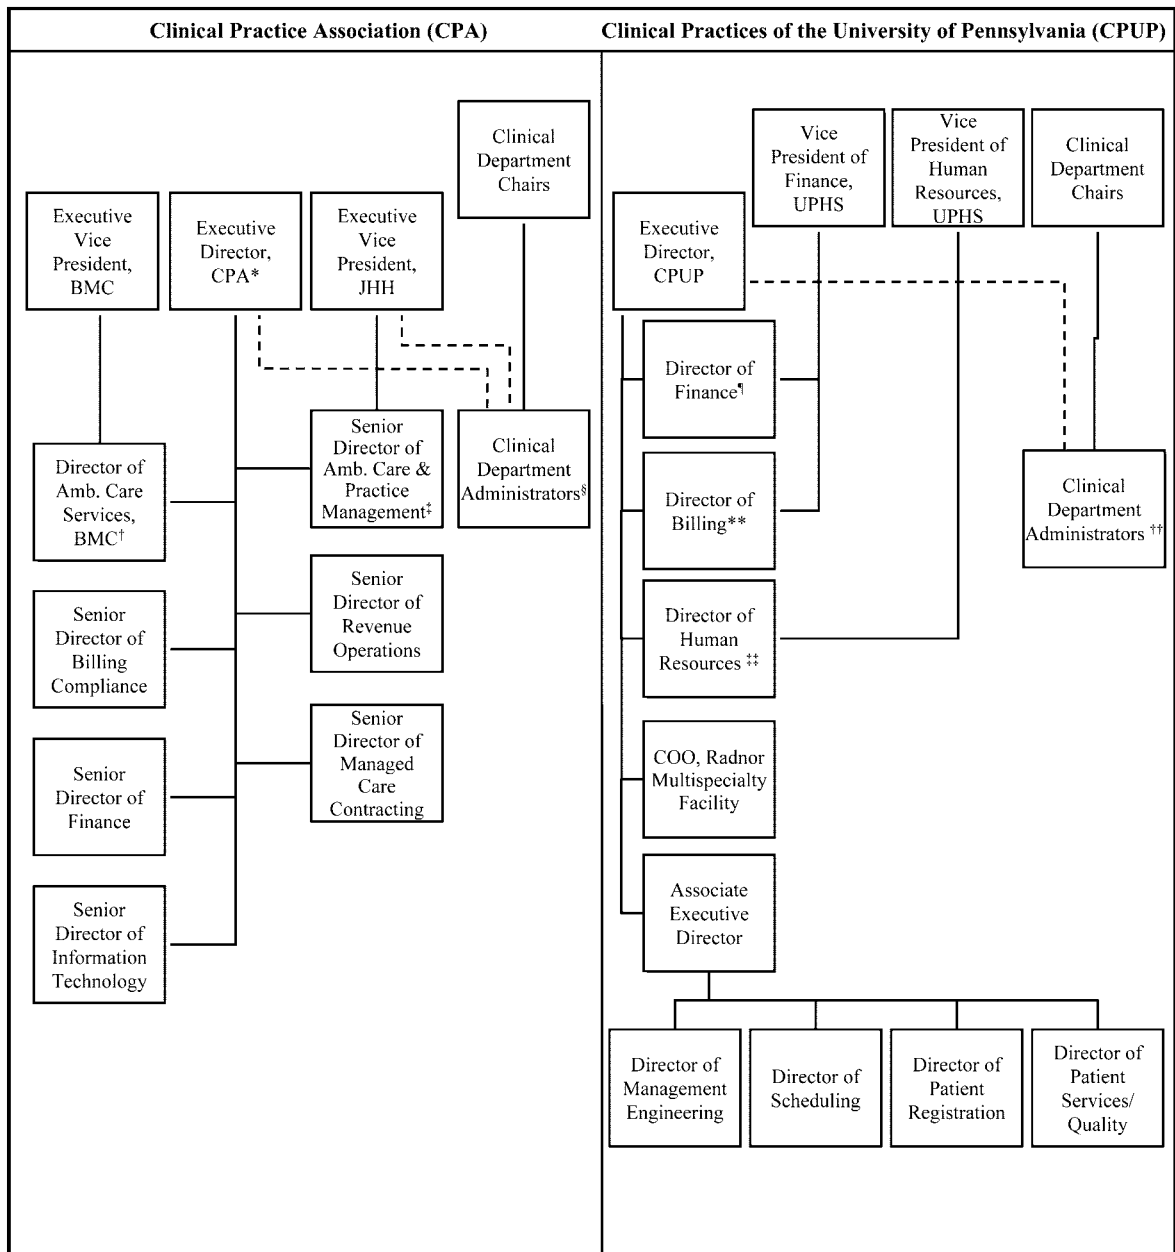 Clinical Practice Association (CPA)
Clinical Practices of the University of Pennsylvania (CPUP)
Clinical
Department
Chairs
Executive
Vice
President,
BMC
Executive
Director,
CPA*
Executive
Vice
President,
JHH
Director of
Amb. Care
Services,
BMC†
Senior
Director of
Amb. Care &
Practice
Management‡
Clinical
Department
Administrators§
Senior
Director of
Billing
Compliance
Senior
Director of
Revenue
Operations
Senior
Director of
Finance
Senior
Director of
Managed
Care
Contracting
Senior
Director of
Information
Technology
Vice
President of
Finance,
UPHS
Vice
President of
Human
Resources,
UPHS
Clinical
Department
Chairs
Executive
Director,
CPUP
Director of
Finance¶
Director of
Billing**
Clinical
Department
Administrators ††
Director of
Human
Resources ‡‡
COO, Radnor
Multispecialty
Facility
Associate
Executive
Director
Director of
Management
Engineering
Director of
Scheduling
Director of
Patient
Registration
Director of
Patient
Services/
Quality